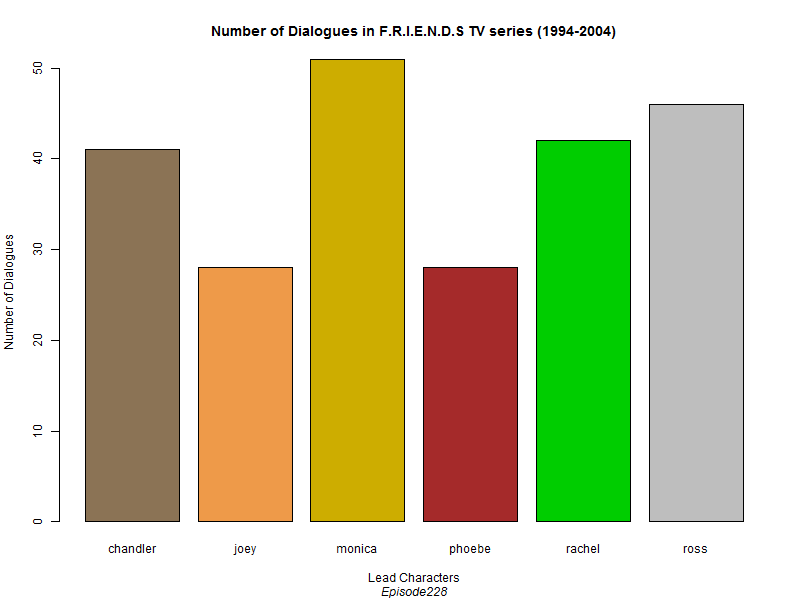 Number of Dialogues in F.R.I.E.N.D.S TV series (1994-2004)
Number of Dialogues
50
40
30
20
10
0
chandler joey monica phoebe rachel ross
Lead Characters
Episode228